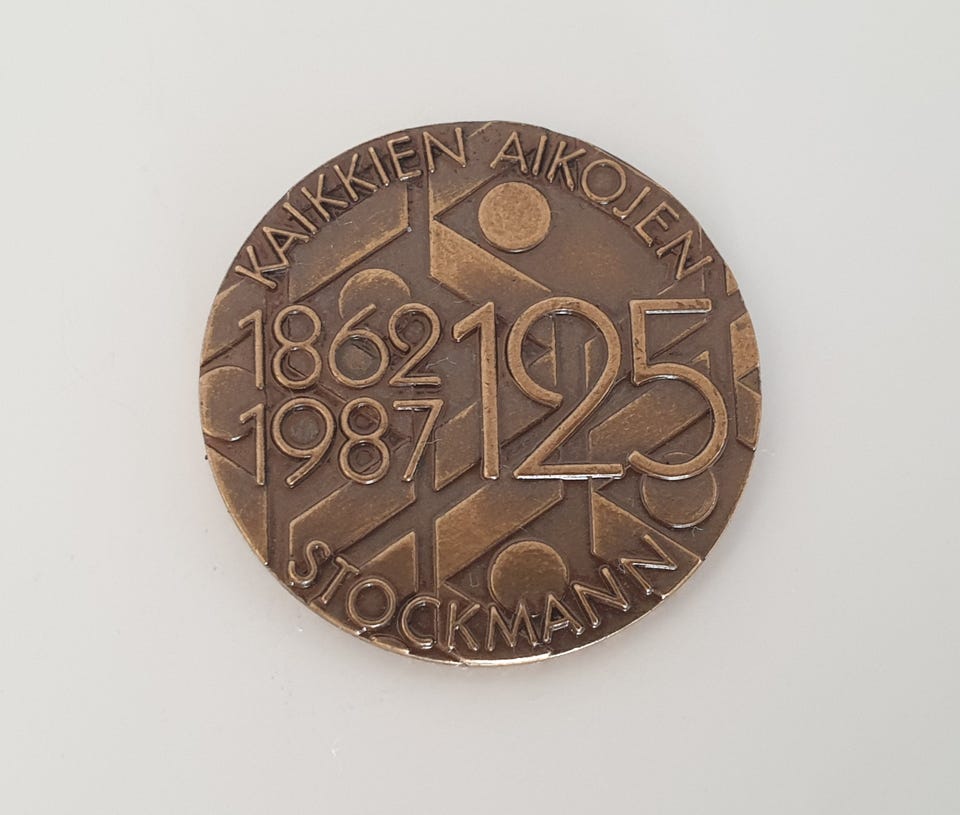 KAIKKIEN AIKOJEN
1862
1987
125
STOCKMANN